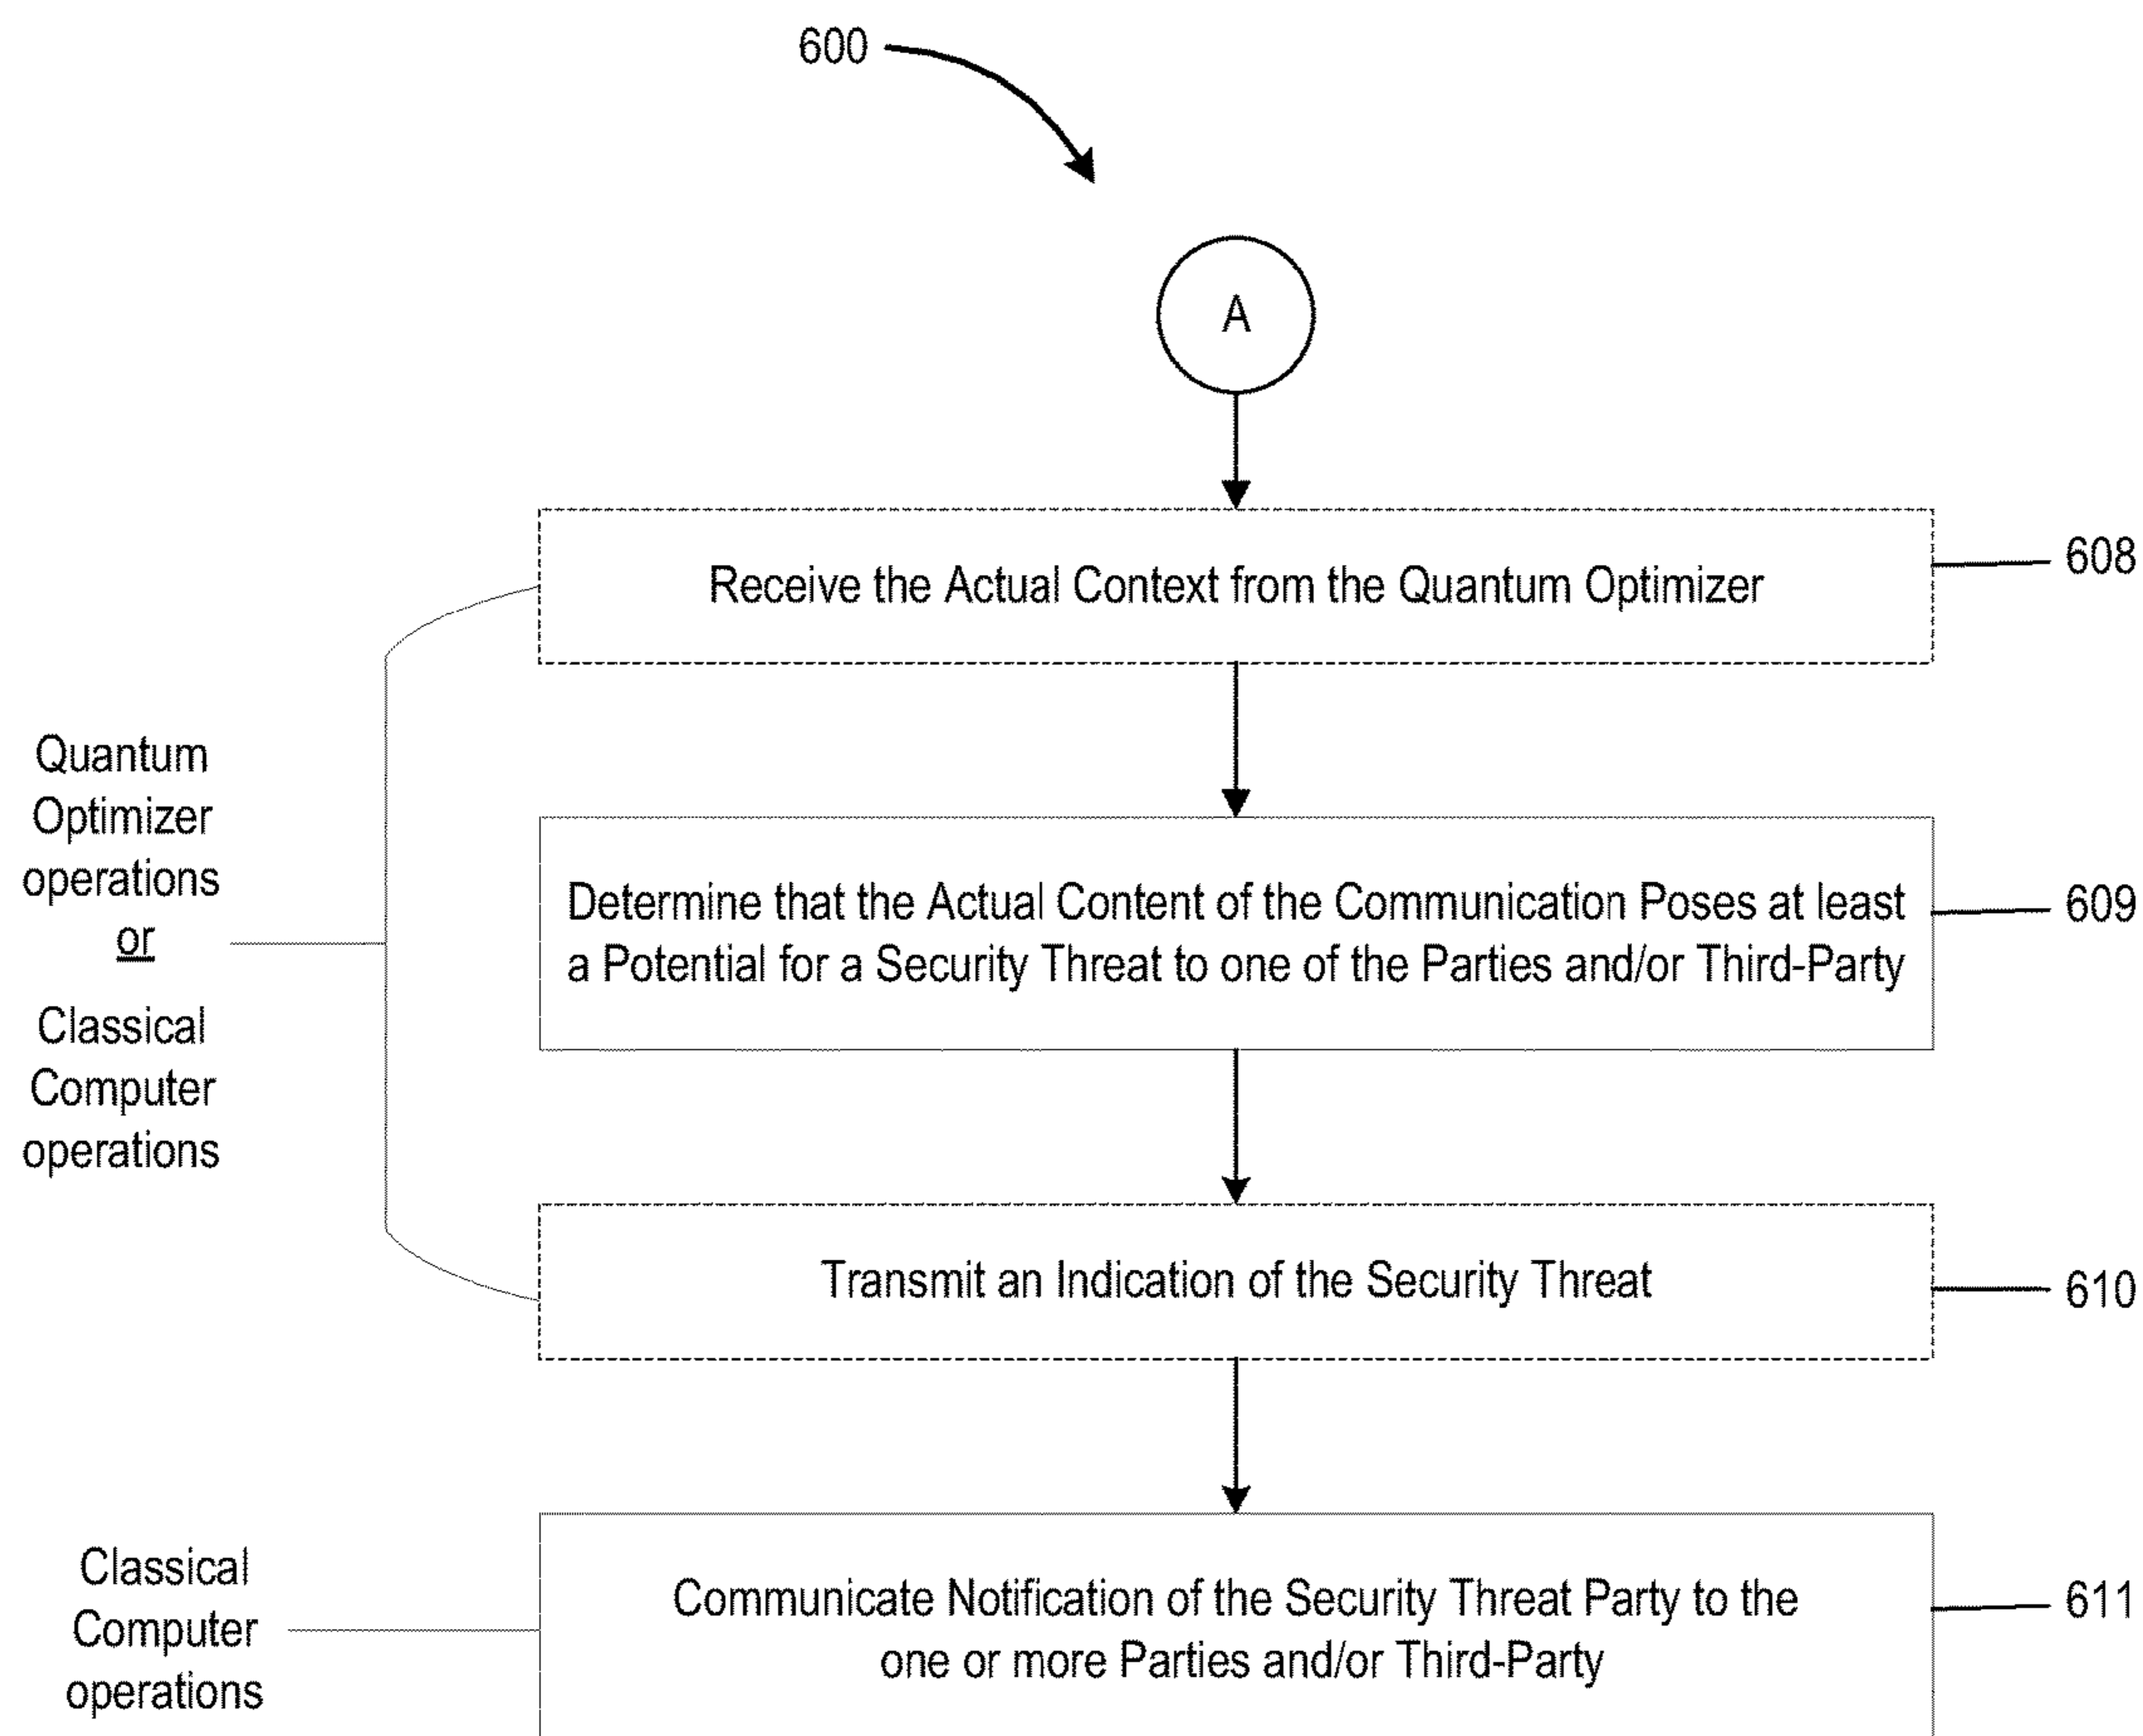 600
A
Receive the Actual Context from the Quantum Optimizer
608
Quantum
Optimizer
operations
or
Classical
Computer
operations
Determine that the Actual Content of the Communication Poses at least
a Potential for a Security Threat to one of the Parties and/or Third-Party
609
Transmit an Indication of the Security Threat
610
Classical
Computer
operations
Communicate Notification of the Security Threat Party to the
one or more Parties and/or Third-Party
611